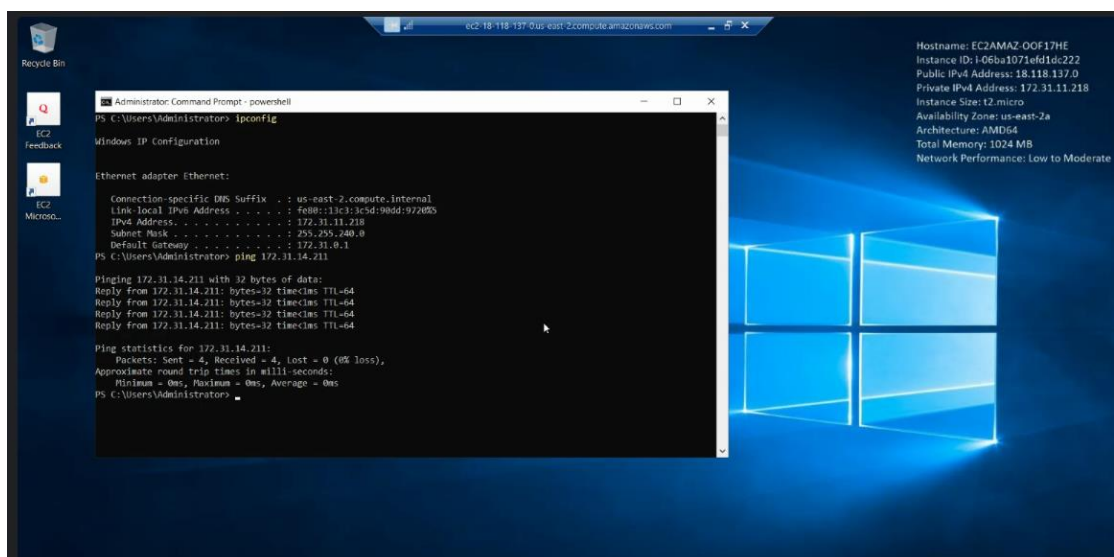 ec2-18-118-137-0.us-east-2.compute.amazonaws.com
Recycle Bin
EC2
Feedback
EC2
Microso...
Hostname: EC2AMAZ-OOF17HE
Instance ID: i-06ba1071efd1dc222
Public IPv4 Address: 18.118.137.0
Private IPv4 Address: 172.31.11.218
Instance Size: t2.micro
Availability Zone: us-east-2a
Architecture: AMD64
Total Memory: 1024 MB
Network Performance: Low to Moderate
Administrator: Command Prompt - powershell
PS C:\Users\Administrator> ipconfig
Windows IP Configuration
Ethernet adapter Ethernet:
Connection-specific DNS Suffix  . : us-east-2.compute.internal
Link-local IPv6 Address . . . . . : fe80::13c3:3c5d:90dd:9720%5
IPv4 Address. . . . . . . . . . . : 172.31.11.218
Subnet Mask . . . . . . . . . . . : 255.255.240.0
Default Gateway . . . . . . . . . : 172.31.0.1
PS C:\Users\Administrator> ping 172.31.14.211
Pinging 172.31.14.211 with 32 bytes of data:
Reply from 172.31.14.211: bytes=32 time<1ms TTL=64
Reply from 172.31.14.211: bytes=32 time<1ms TTL=64
Reply from 172.31.14.211: bytes=32 time<1ms TTL=64
Reply from 172.31.14.211: bytes=32 time<1ms TTL=64
Ping statistics for 172.31.14.211:
Packets: Sent = 4, Received = 4, Lost = 0 (0% loss),
Approximate round trip times in milli-seconds:
Minimum = 0ms, Maximum = 0ms, Average = 0ms
PS C:\Users\Administrator>